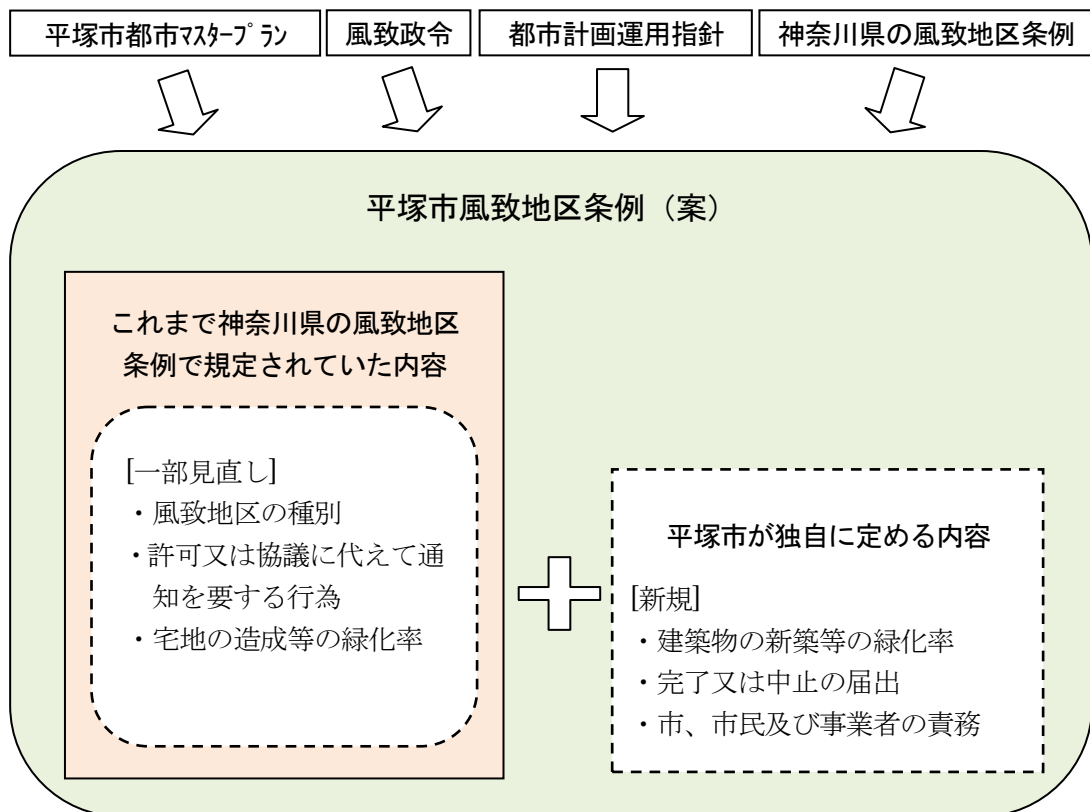 平塚市都市ﾏｽﾀｰﾌﾟﾗﾝ
風致政令
都市計画運用指針
神奈川県の風致地区条例
平塚市風致地区条例（案）
これまで神奈川県の風致地区
条例で規定されていた内容
[一部見直し]
・風致地区の種別
・許可又は協議に代えて通
知を要する行為
・宅地の造成等の緑化率
平塚市が独自に定める内容
[新規]
・建築物の新築等の緑化率
・完了又は中止の届出
・市、市民及び事業者の責務